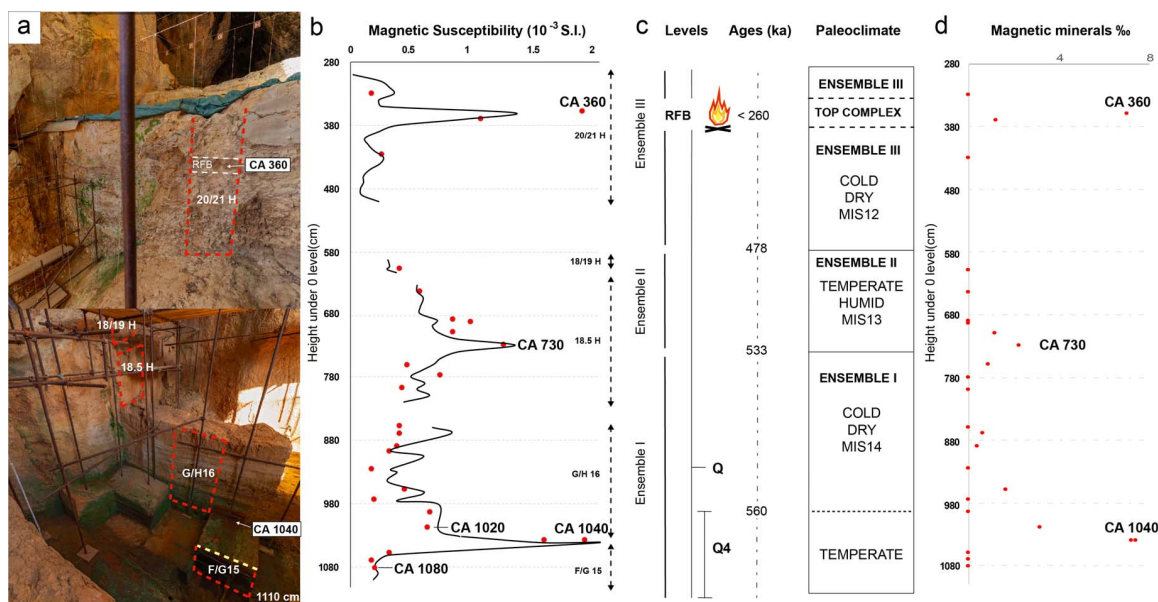 a
RFB
CA 360
20/21 H
18/19 H
18.5 H
G/H16
CA 1040
F/G15
1110 cm
b
Magnetic Susceptibility (10⁻³ S.I.)
0
0.5
1
1.5
2
Height under 0 level(cm)
280
380
480
580
680
780
880
980
1080
CA 360
CA 730
CA 1020
CA 1040
CA 1080
20/21 H
18/19 H
18.5 H
G/H 16
F/G 15
c
Levels
Ages (ka)
Paleoclimate
Ensemble III
Ensemble II
Ensemble I
RFB
Q
Q4
< 260
478
533
560
ENSEMBLE III
TOP COMPLEX
ENSEMBLE III
COLD
DRY
MIS12
ENSEMBLE II
TEMPERATE
HUMID
MIS13
ENSEMBLE I
COLD
DRY
MIS14
TEMPERATE
d
Magnetic minerals ‰
4
8
Height under 0 level(cm)
280
380
480
580
680
780
880
980
1080
CA 360
CA 730
CA 1040